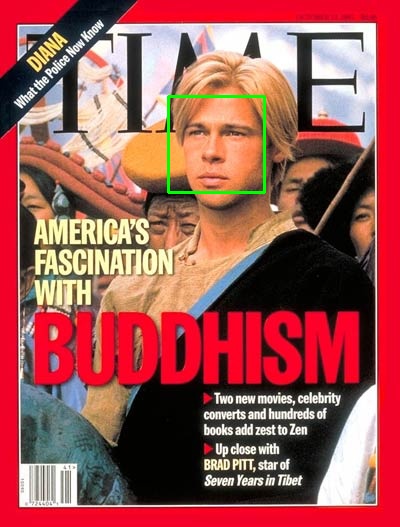 DIANA
What the Police Now Know
TIME
AMERICA'S
FASCINATION
WITH
BUDDHISM
Two new movies, celebrity
converts and hundreds of
books add zest to Zen
Up close with
BRAD PITT, star of
Seven Years in Tibet
41